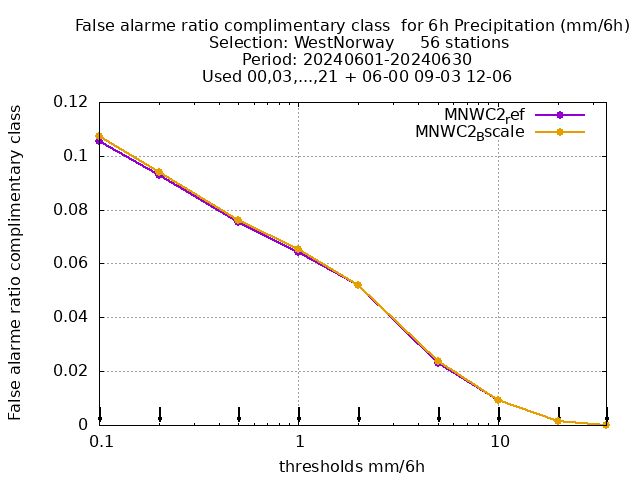 False alarme ratio complimentary class  for 6h Precipitation (mm/6h)
Selection: WestNorway     56 stations
Period: 20240601-20240630
Used 00,03,...,21 + 06-00 09-03 12-06
MNWC2ref
MNWC2Bscale
0.12
0.1
0.08
0.06
0.04
0.02
0
False alarme ratio complimentary class
0.1 1 10
thresholds mm/6h